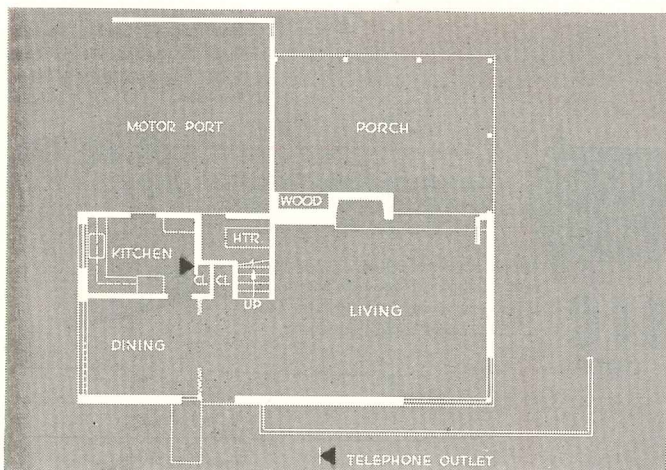 MOTOR PORT
PORCH
WOOD
KITCHEN
HTR
CL
CL
UP
LIVING
DINING
TELEPHONE OUTLET